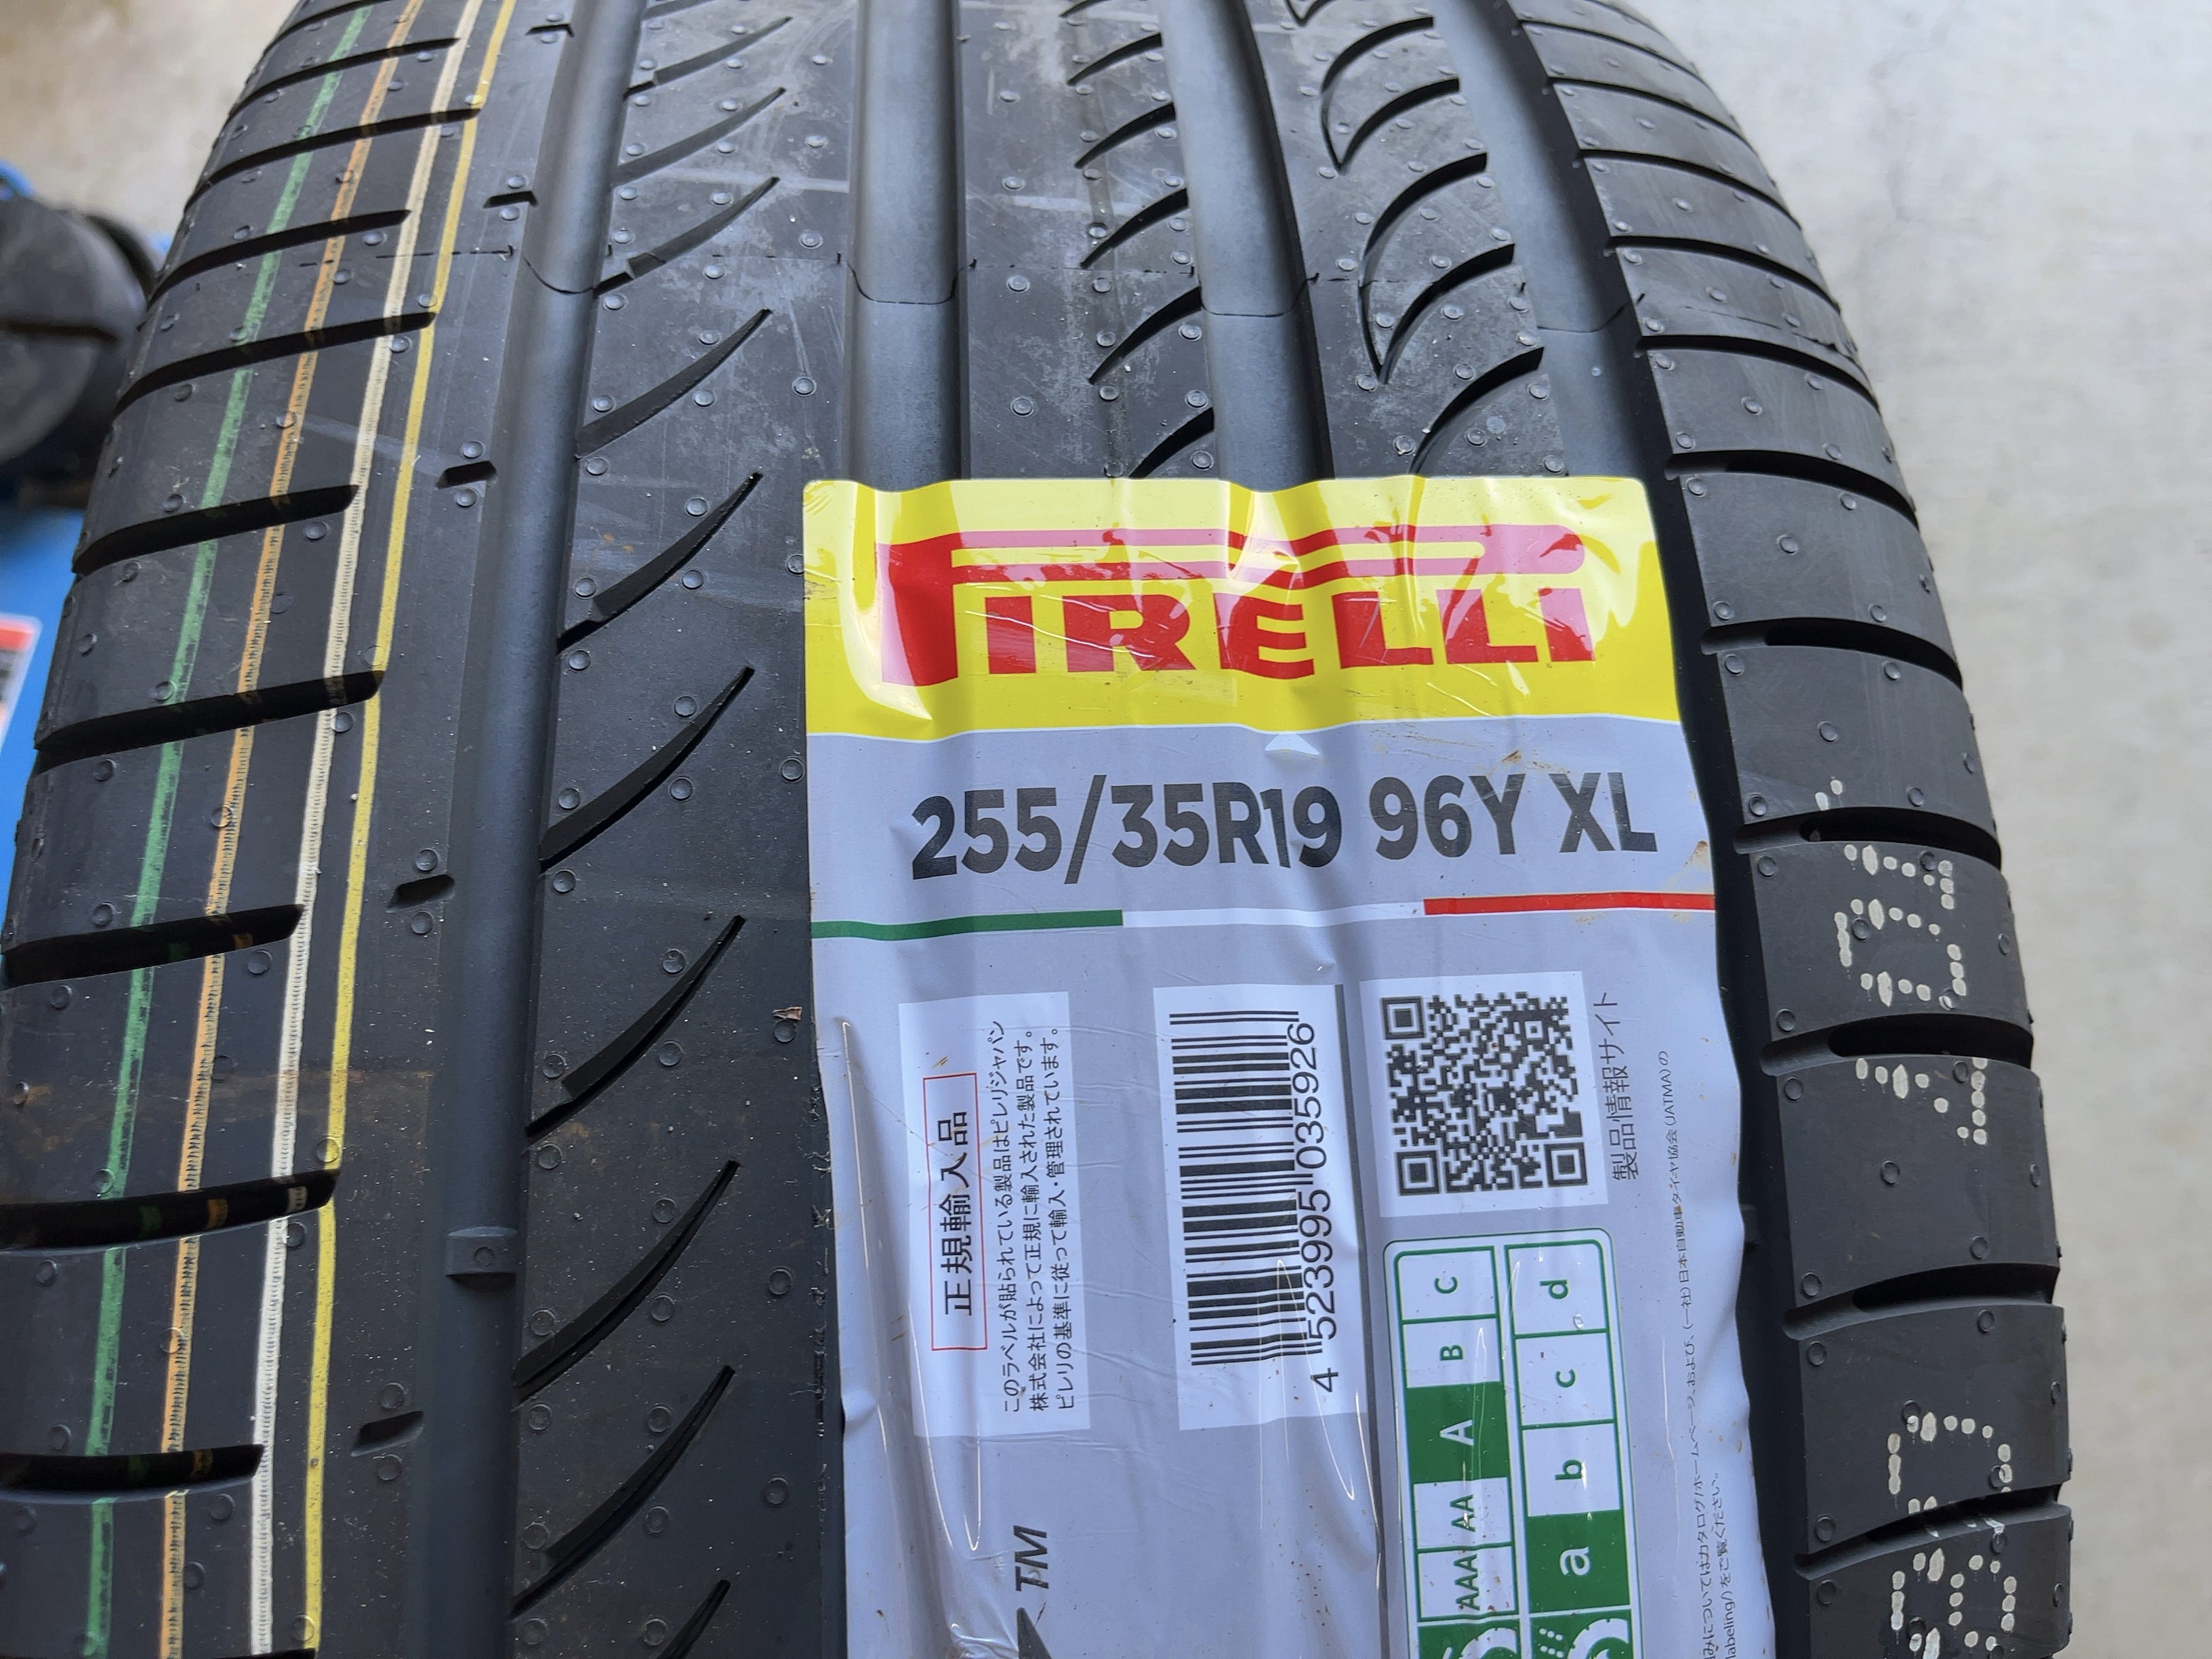 PIRELLI
255/35R19 96Y XL
正規輸入品
このラベルが貼られている製品はピレリジャパン
株式会社によって正規に輸入された製品です。
ピレリの基準に従って輸入・管理されています。
4 523995 035926
製品情報サイト
AAA AA A B C
a b c d
TM